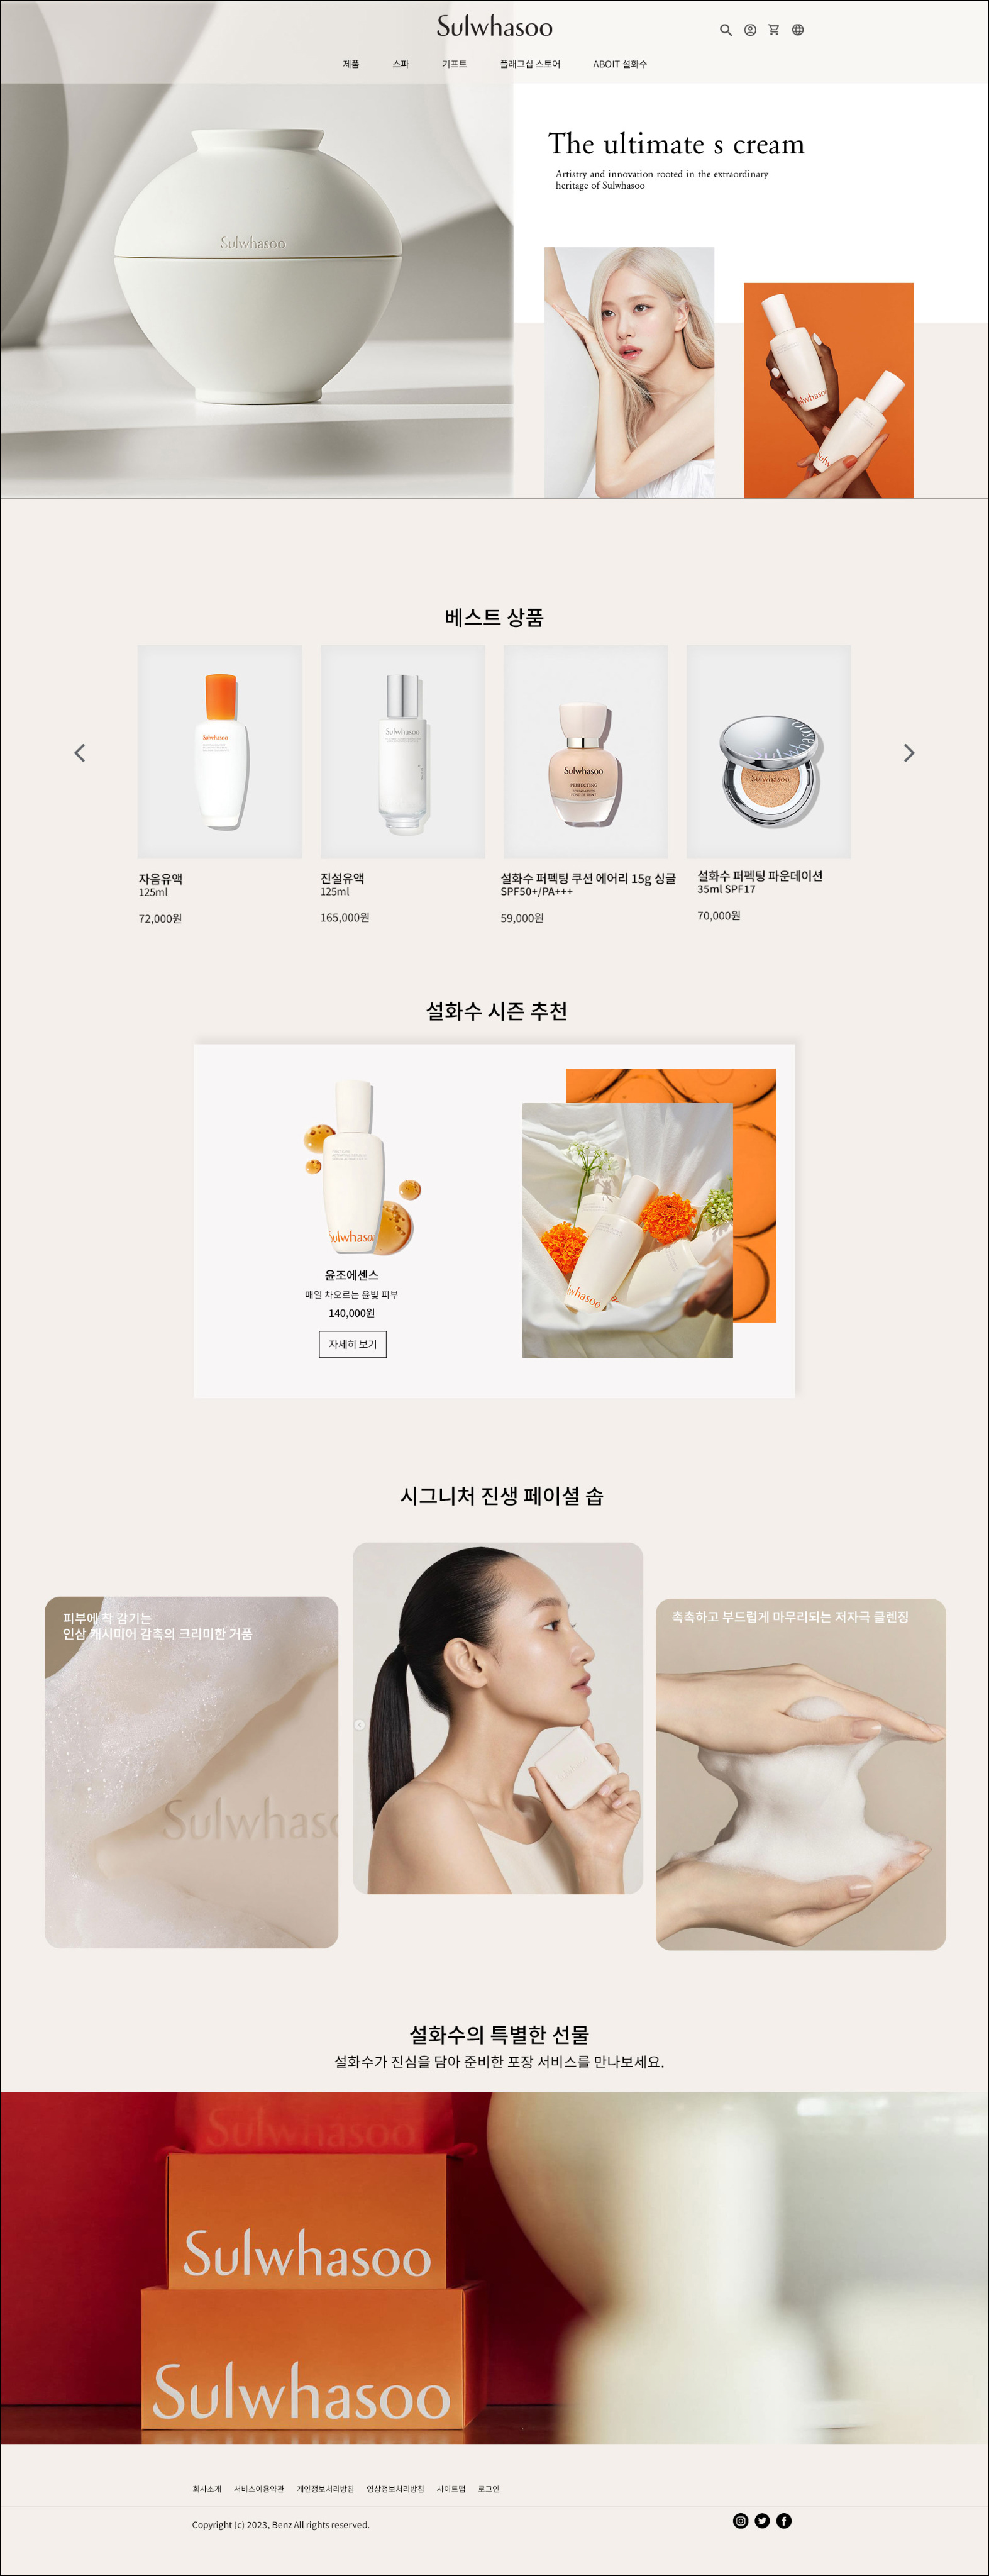 Sulwhasoo
제품 스파 기프트 플래그십 스토어 ABOIT 설화수
The ultimate s cream
Artistry and innovation rooted in the extraordinary
heritage of Sulwhasoo
Sulwhasoo
lwhasoo
Sulwhasoo
베스트 상품
Sulwhasoo
Sulwhasoo
Sulwhasoo
PERFECTING
FOUNDATION
Sulwhasoo
자음유액
125ml
72,000원
진설유액
125ml
165,000원
설화수 퍼펙팅 쿠션 에어리 15g 싱글
SPF50+/PA+++
59,000원
설화수 퍼펙팅 파운데이션
35ml SPF17
70,000원
설화수 시즌 추천
Sulwhasoo
윤조에센스
매일 차오르는 윤빛 피부
140,000원
자세히 보기
whasoo
시그니처 진생 페이셜 솝
피부에 착 감기는
인삼 캐시미어 감촉의 크리미한 거품
Sulwhaso
촉촉하고 부드럽게 마무리되는 저자극 클렌징
설화수의 특별한 선물
설화수가 진심을 담아 준비한 포장 서비스를 만나보세요.
Sulwhasoo
Sulwhasoo
Sulwhasoo
회사소개 서비스이용약관 개인정보처리방침 영상정보처리방침 사이트맵 로그인
Copyright (c) 2023, Benz All rights reserved.